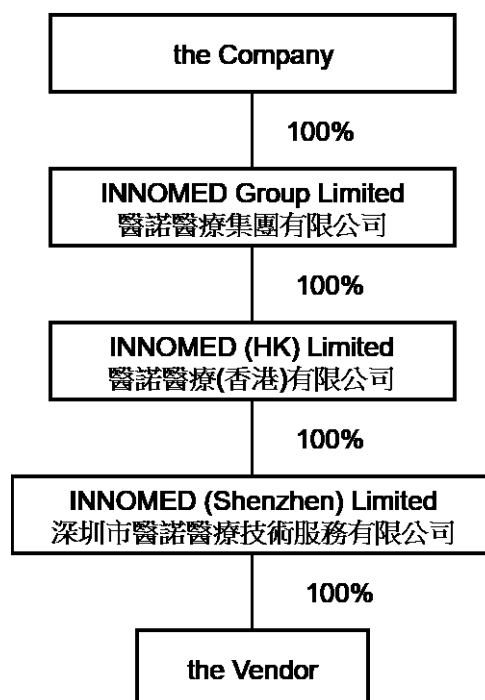 the Company
100%
INNOMED Group Limited
醫諾醫療集團有限公司
100%
INNOMED (HK) Limited
醫諾醫療(香港)有限公司
100%
INNOMED (Shenzhen) Limited
深圳市醫諾醫療技術服務有限公司
100%
the Vendor